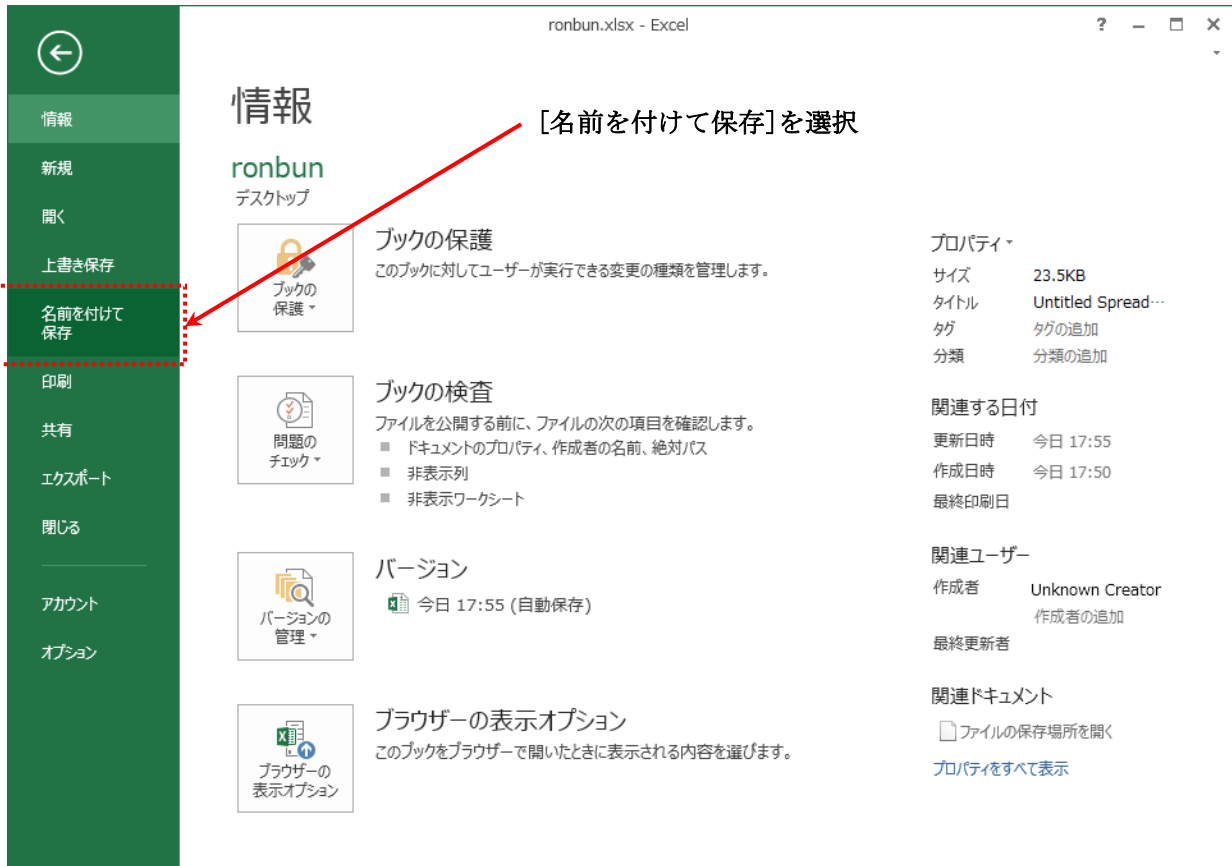 ronbun.xlsx - Excel
?
情報
新規
開く
上書き保存
名前を付けて
保存
印刷
共有
エクスポート
閉じる
アカウント
オプション
情報
[名前を付けて保存]を選択
ronbun
デスクトップ
ブックの
保護
ブックの保護
このブックに対してユーザーが実行できる変更の種類を管理します。
問題の
チェック
ブックの検査
ファイルを公開する前に、ファイルの次の項目を確認します。
ドキュメントのプロパティ、作成者の名前、絶対パス
非表示列
非表示ワークシート
バージョンの
管理
バージョン
今日 17:55 (自動保存)
ブラウザーの
表示オプション
ブラウザーの表示オプション
このブックをブラウザーで開いたときに表示される内容を選びます。
プロパティ
サイズ 23.5KB
タイトル Untitled Spread…
タグ タグの追加
分類 分類の追加
関連する日付
更新日時 今日 17:55
作成日時 今日 17:50
最終印刷日
関連ユーザー
作成者 Unknown Creator
作成者の追加
最終更新者
関連ドキュメント
ファイルの保存場所を開く
プロパティをすべて表示